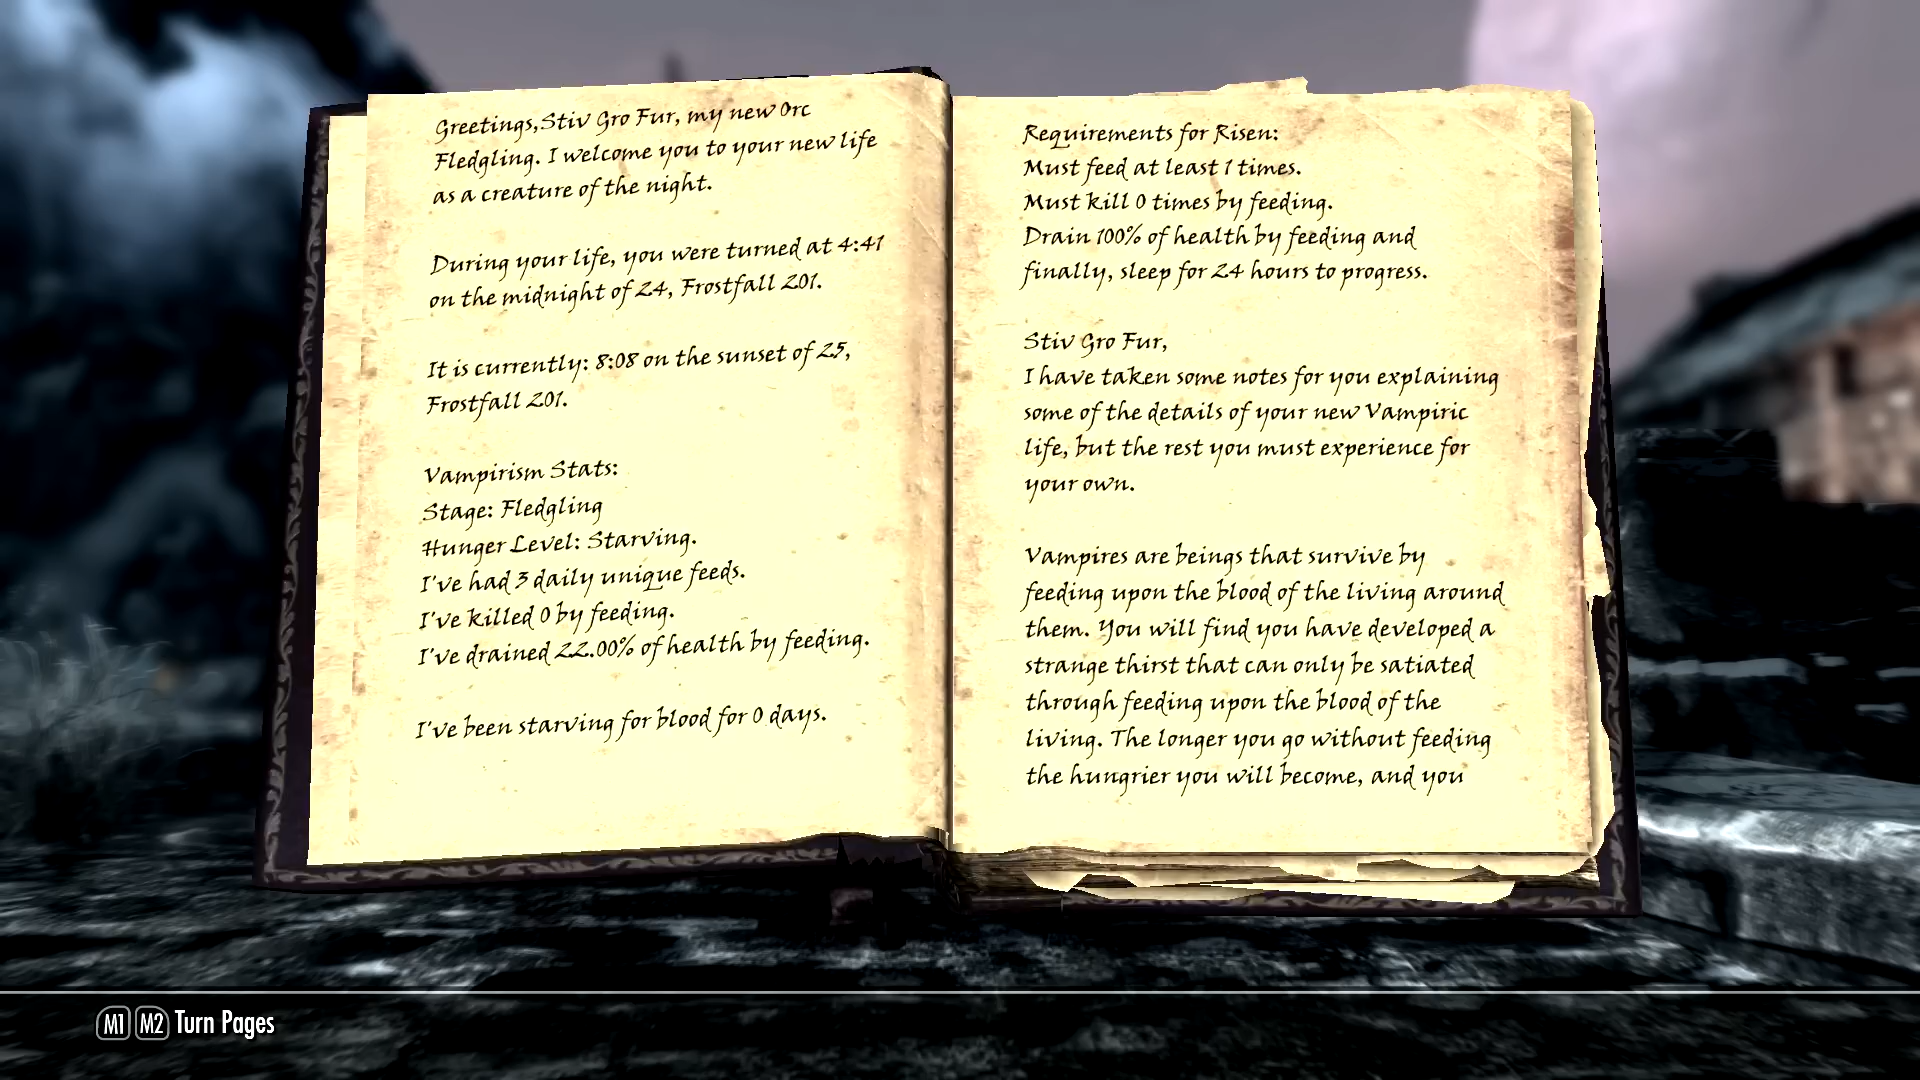 Greetings,Stiv Gro Fur, my new Orc
Fledgling. I welcome you to your new life
as a creature of the night.
During your life, you were turned at 4:41
on the midnight of 24, Frostfall 201.
It is currently: 8:08 on the sunset of 25,
Frostfall 201.
Vampirism Stats:
Stage: Fledgling
Hunger Level: Starving.
I've had 3 daily unique feeds.
I've killed 0 by feeding.
I've drained 22.00% of health by feeding.
I've been starving for blood for 0 days.
Requirements for Risen:
Must feed at least 1 times.
Must kill 0 times by feeding.
Drain 100% of health by feeding and
finally, sleep for 24 hours to progress.
Stiv Gro Fur,
I have taken some notes for you explaining
some of the details of your new Vampiric
life, but the rest you must experience for
your own.
Vampires are beings that survive by
feeding upon the blood of the living around
them. You will find you have developed a
strange thirst that can only be satiated
through feeding upon the blood of the
living. The longer you go without feeding
the hungrier you will become, and you
M1 M2 Turn Pages